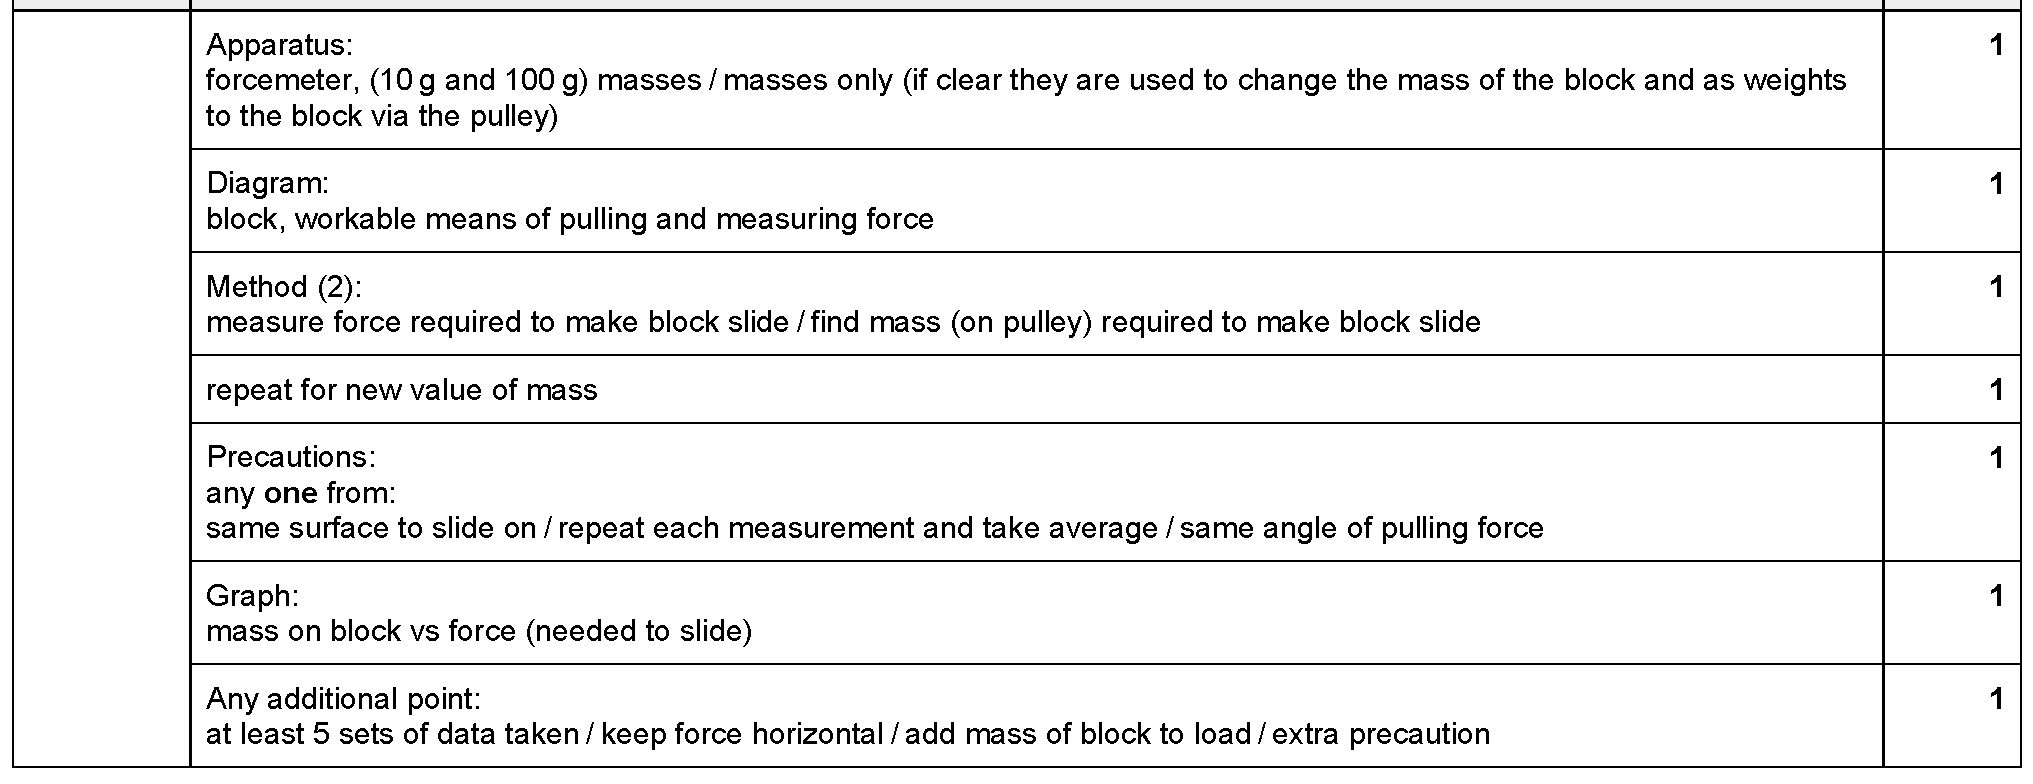 Apparatus:
1
forcemeter, (10 g and 100 g) masses / masses only (if clear they are used to change the mass of the block and as weights
to the block via the pulley)
Diagram:
1
block, workable means of pulling and measuring force
Method (2):
1
measure force required to make block slide / find mass (on pulley) required to make block slide
repeat for new value of mass
1
Precautions:
1
any one from:
same surface to slide on / repeat each measurement and take average / same angle of pulling force
Graph:
1
mass on block vs force (needed to slide)
Any additional point:
1
at least 5 sets of data taken / keep force horizontal / add mass of block to load / extra precaution